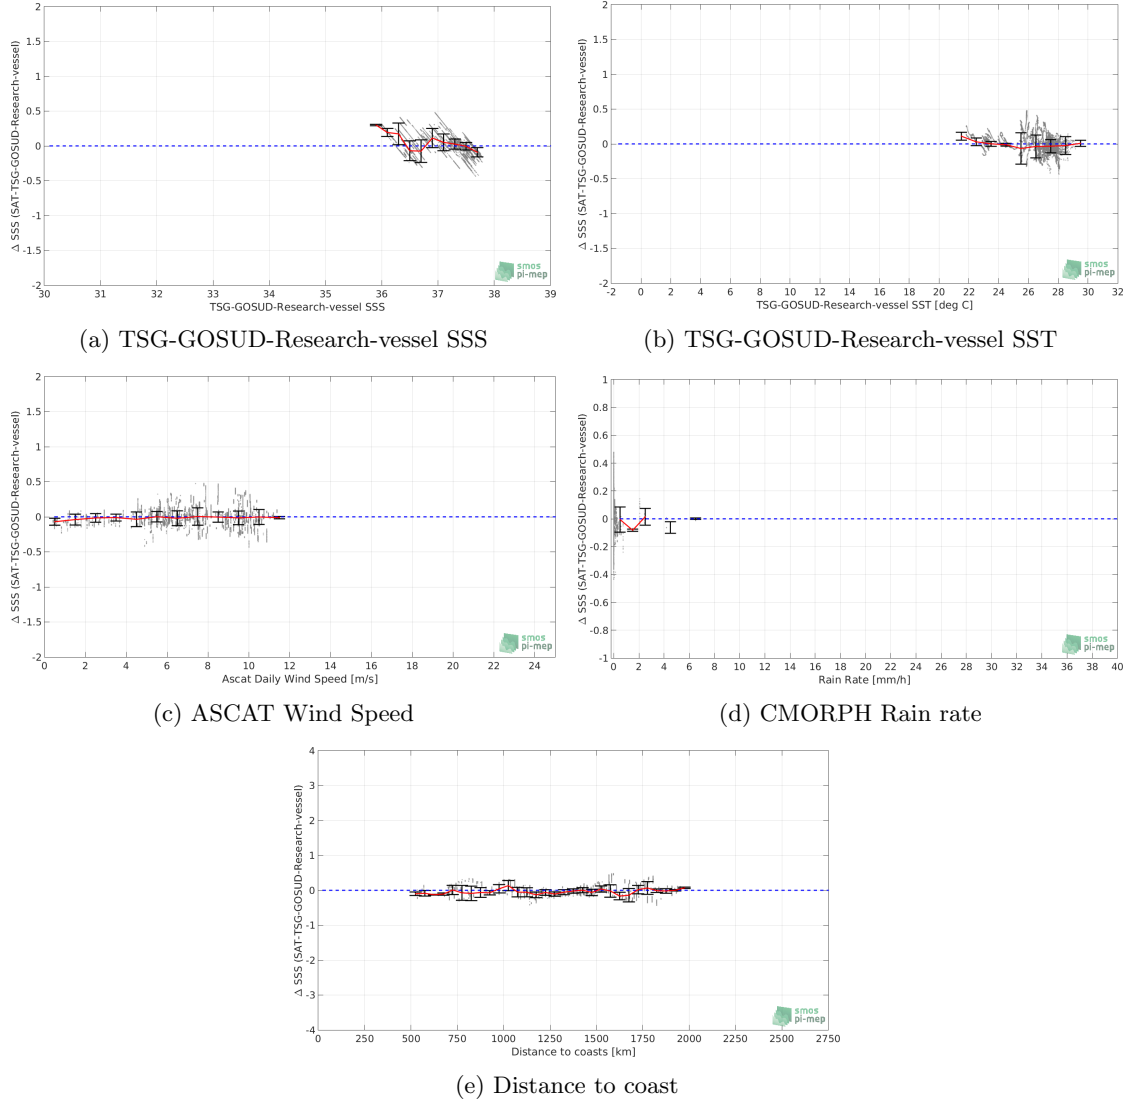 2
1.5
1
0.5
0
-0.5
-1
-1.5
-2
Δ SSS (SAT-TSG-GOSUD-Research-vessel)
30 31 32 33 34 35 36 37 38 39
TSG-GOSUD-Research-vessel SSS
smos
pi-mep
(a) TSG-GOSUD-Research-vessel SSS
2
1.5
1
0.5
0
-0.5
-1
-1.5
-2
Δ SSS (SAT-TSG-GOSUD-Research-vessel)
-2 0 2 4 6 8 10 12 14 16 18 20 22 24 26 28 30 32
TSG-GOSUD-Research-vessel SST [deg C]
smos
pi-mep
(b) TSG-GOSUD-Research-vessel SST
2
1.5
1
0.5
0
-0.5
-1
-1.5
-2
Δ SSS (SAT-TSG-GOSUD-Research-vessel)
0 2 4 6 8 10 12 14 16 18 20 22 24
Ascat Daily Wind Speed [m/s]
smos
pi-mep
(c) ASCAT Wind Speed
1
0.8
0.6
0.4
0.2
0
-0.2
-0.4
-0.6
-0.8
-1
Δ SSS (SAT-TSG-GOSUD-Research-vessel)
0 2 4 6 8 10 12 14 16 18 20 22 24 26 28 30 32 34 36 38 40
Rain Rate [mm/h]
smos
pi-mep
(d) CMORPH Rain rate
4
3
2
1
0
-1
-2
-3
-4
Δ SSS (SAT-TSG-GOSUD-Research-vessel)
0 250 500 750 1000 1250 1500 1750 2000 2250 2500 2750
Distance to coasts [km]
smos
pi-mep
(e) Distance to coast